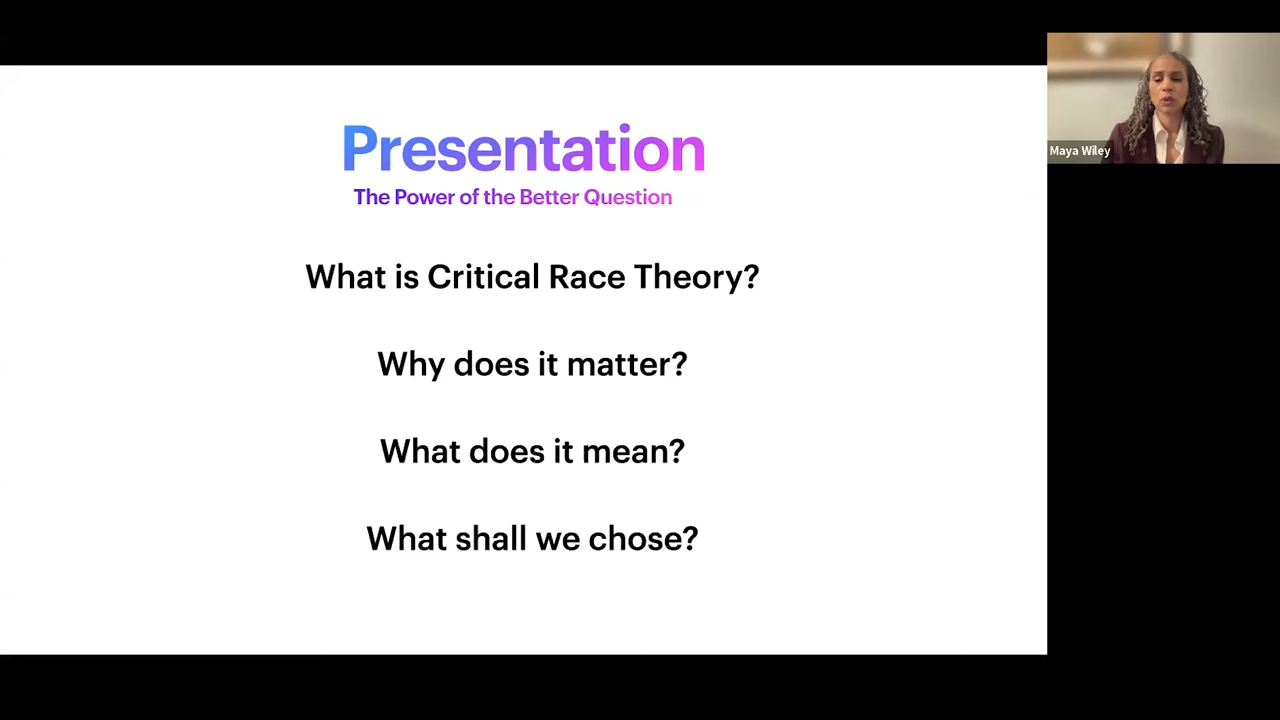 Presentation
The Power of the Better Question
What is Critical Race Theory?
Why does it matter?
What does it mean?
What shall we chose?
Maya Wiley